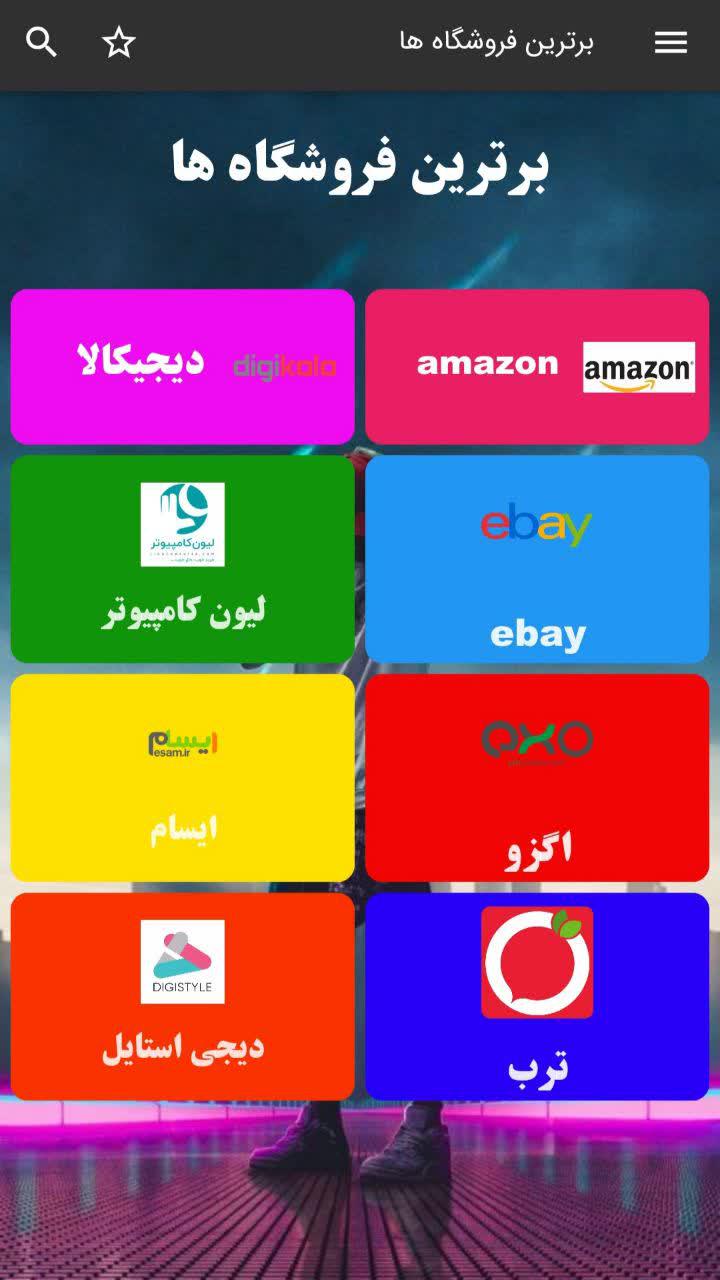 برترین فروشگاه ها
برترین فروشگاه ها
amazon
amazon
digikala
دیجیکالا
ebay
ebay
لیون کامپیوتر
لیون کامپیوتر
exo
اگزو
ایسام
esam.ir
ایسام
ترب
DIGISTYLE
دیجی استایل